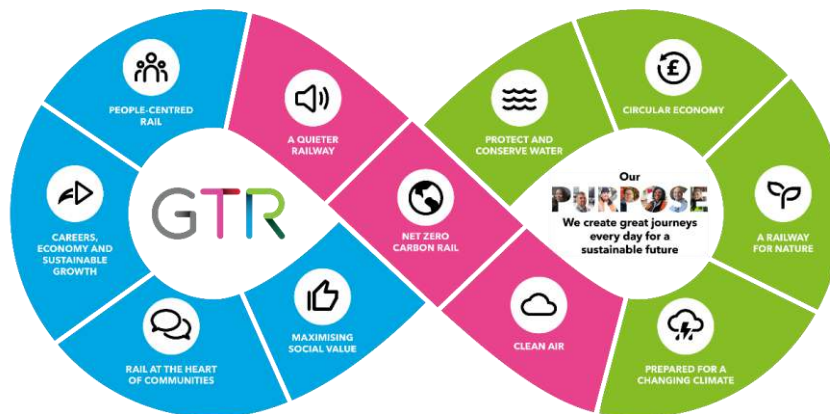 PEOPLE-CENTRED
RAIL
A QUIETER
RAILWAY
PROTECT AND
CONSERVE WATER
£
CIRCULAR ECONOMY
CAREERS,
ECONOMY AND
SUSTAINABLE
GROWTH
GTR
NET ZERO
CARBON RAIL
Our
PURPOSE
We create great journeys
every day for a
sustainable future
A RAILWAY
FOR NATURE
RAIL AT THE HEART
OF COMMUNITIES
MAXIMISING
SOCIAL VALUE
CLEAN AIR
PREPARED FOR A
CHANGING CLIMATE